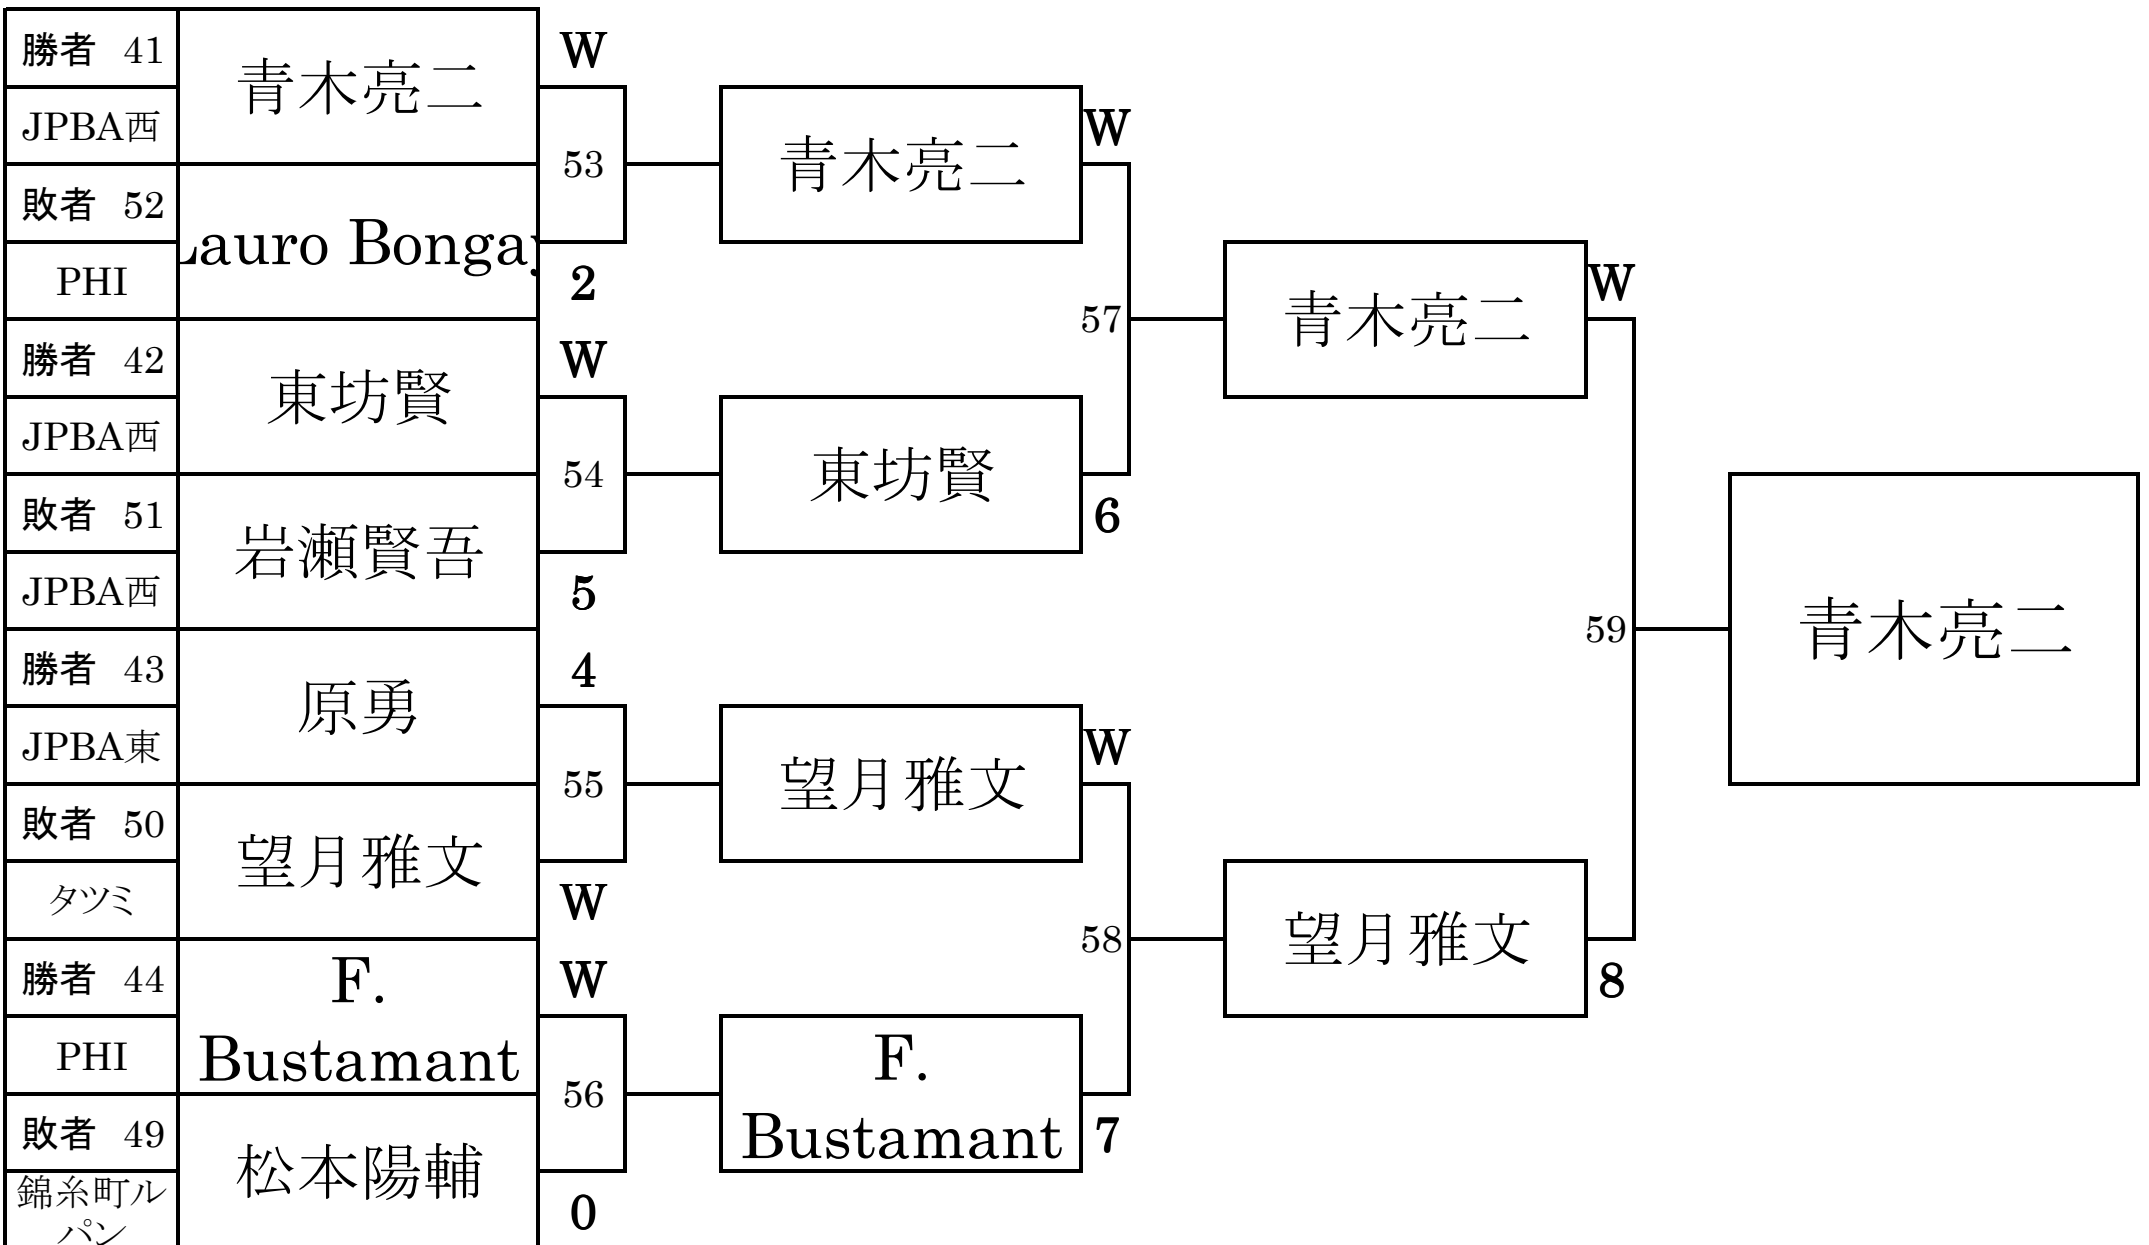 勝者 41
青木亮二
W
JPBA西
53
青木亮二
W
敗者 52
Lauro Bongay
2
PHI
57
青木亮二
W
勝者 42
東坊賢
W
JPBA西
54
東坊賢
6
敗者 51
岩瀬賢吾
5
JPBA西
59
青木亮二
勝者 43
原勇
4
JPBA東
55
望月雅文
W
敗者 50
望月雅文
W
タツミ
58
望月雅文
8
勝者 44
F.
Bustamant
W
PHI
56
F.
Bustamant
7
敗者 49
松本陽輔
0
錦糸町ル
パン